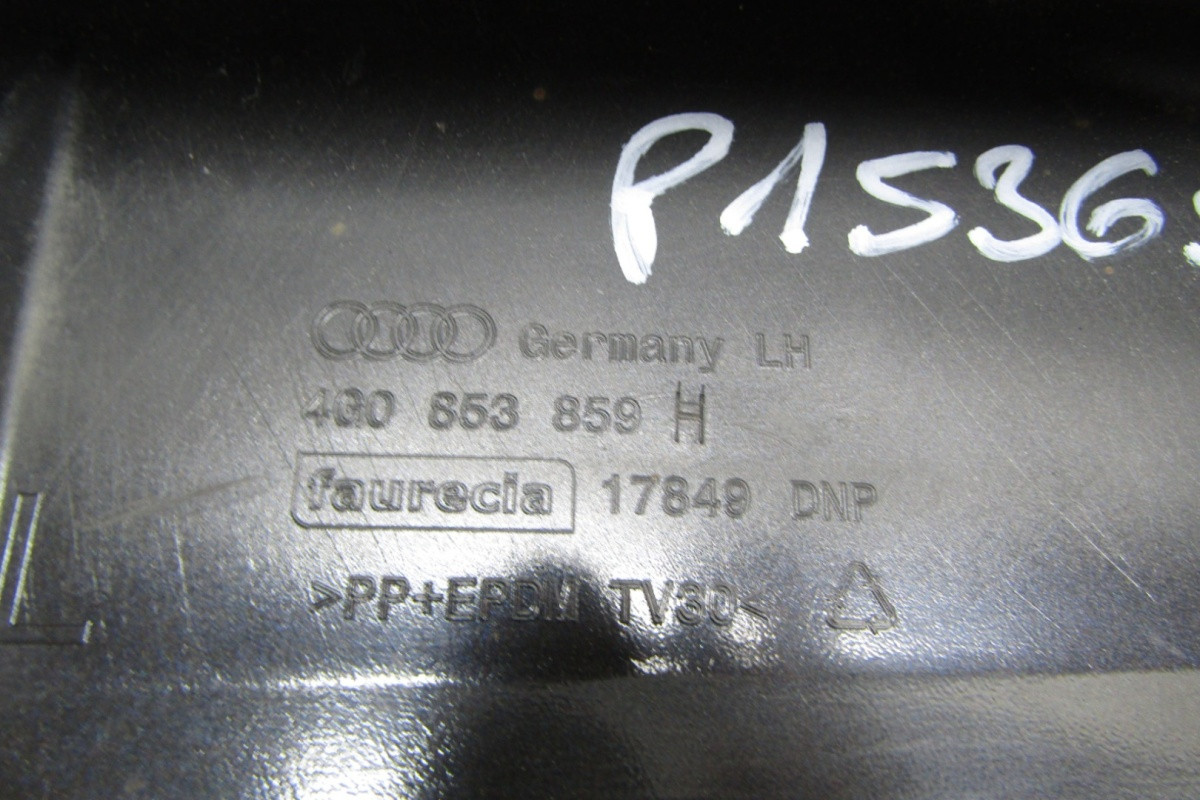 P1536
Germany LH
4G0 853 859 H
faurecia 17849 DNP
>PP+EPDM TV30<
L